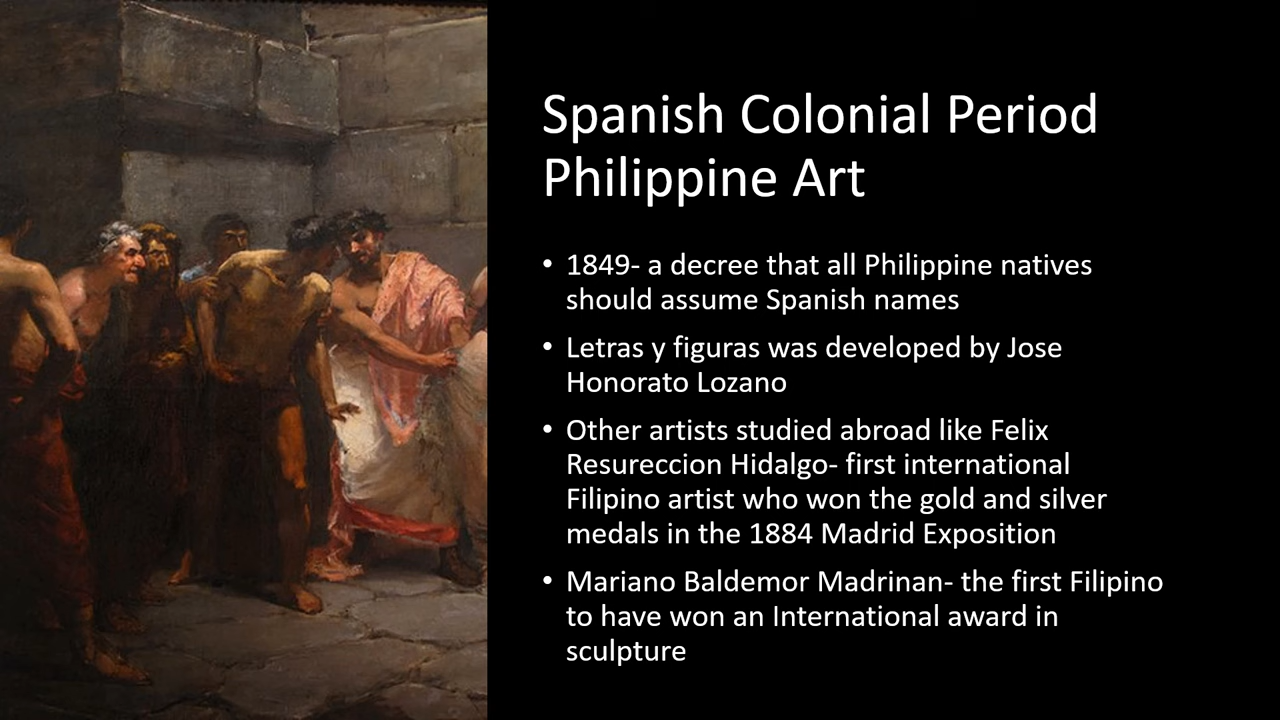 Spanish Colonial Period
Philippine Art
• 1849- a decree that all Philippine natives
should assume Spanish names
• Letras y figuras was developed by Jose
Honorato Lozano
• Other artists studied abroad like Felix
Resureccion Hidalgo- first international
Filipino artist who won the gold and silver
medals in the 1884 Madrid Exposition
• Mariano Baldemor Madrinan- the first Filipino
to have won an International award in
sculpture